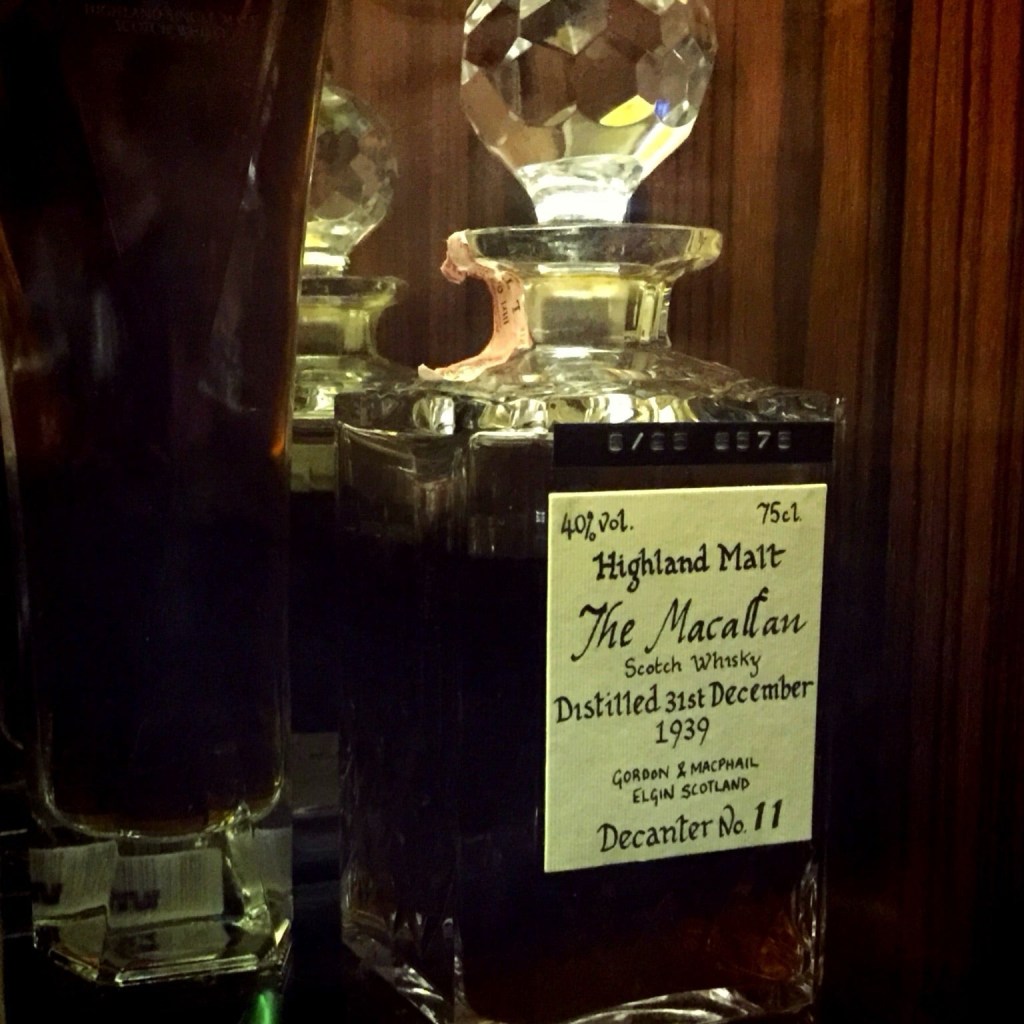 40% Vol. 75cl.
Highland Malt
The Macallan
Scotch Whisky
Distilled 31st December
1939
GORDON & MACPHAIL
ELGIN SCOTLAND
Decanter No. 11